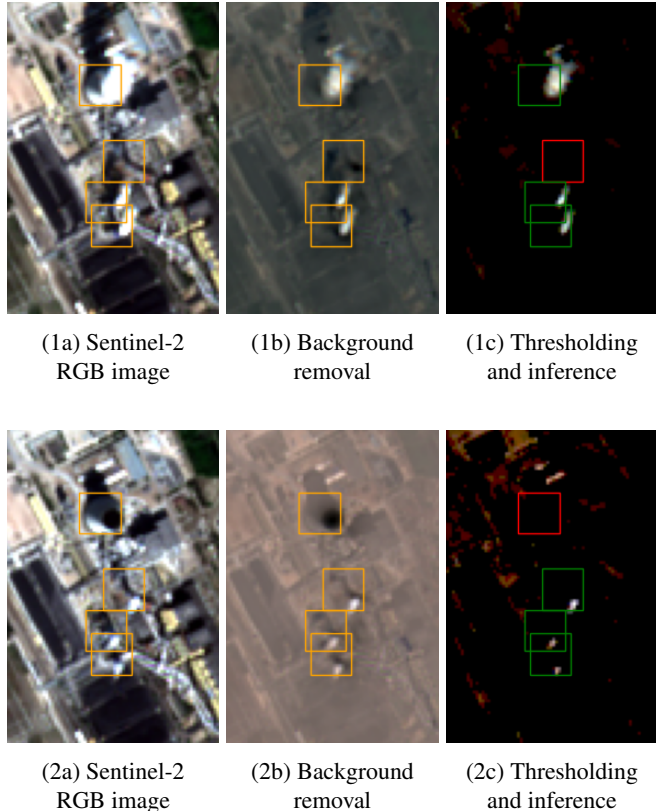 (1a) Sentinel-2
RGB image
(1b) Background
removal
(1c) Thresholding
and inference
(2a) Sentinel-2
RGB image
(2b) Background
removal
(2c) Thresholding
and inference